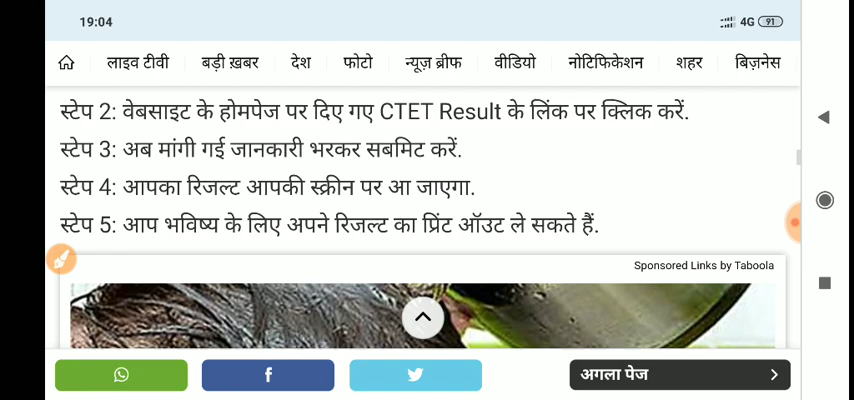 19:04
4G 91
लाइव टीवी बड़ी ख़बर देश फोटो न्यूज़ ब्रीफ वीडियो नोटिफिकेशन शहर बिज़नेस
स्टेप 2: वेबसाइट के होमपेज पर दिए गए CTET Result के लिंक पर क्लिक करें.
स्टेप 3: अब मांगी गई जानकारी भरकर सबमिट करें.
स्टेप 4: आपका रिजल्ट आपकी स्क्रीन पर आ जाएगा.
स्टेप 5: आप भविष्य के लिए अपने रिजल्ट का प्रिंट ऑउट ले सकते हैं.
Sponsored Links by Taboola
अगला पेज